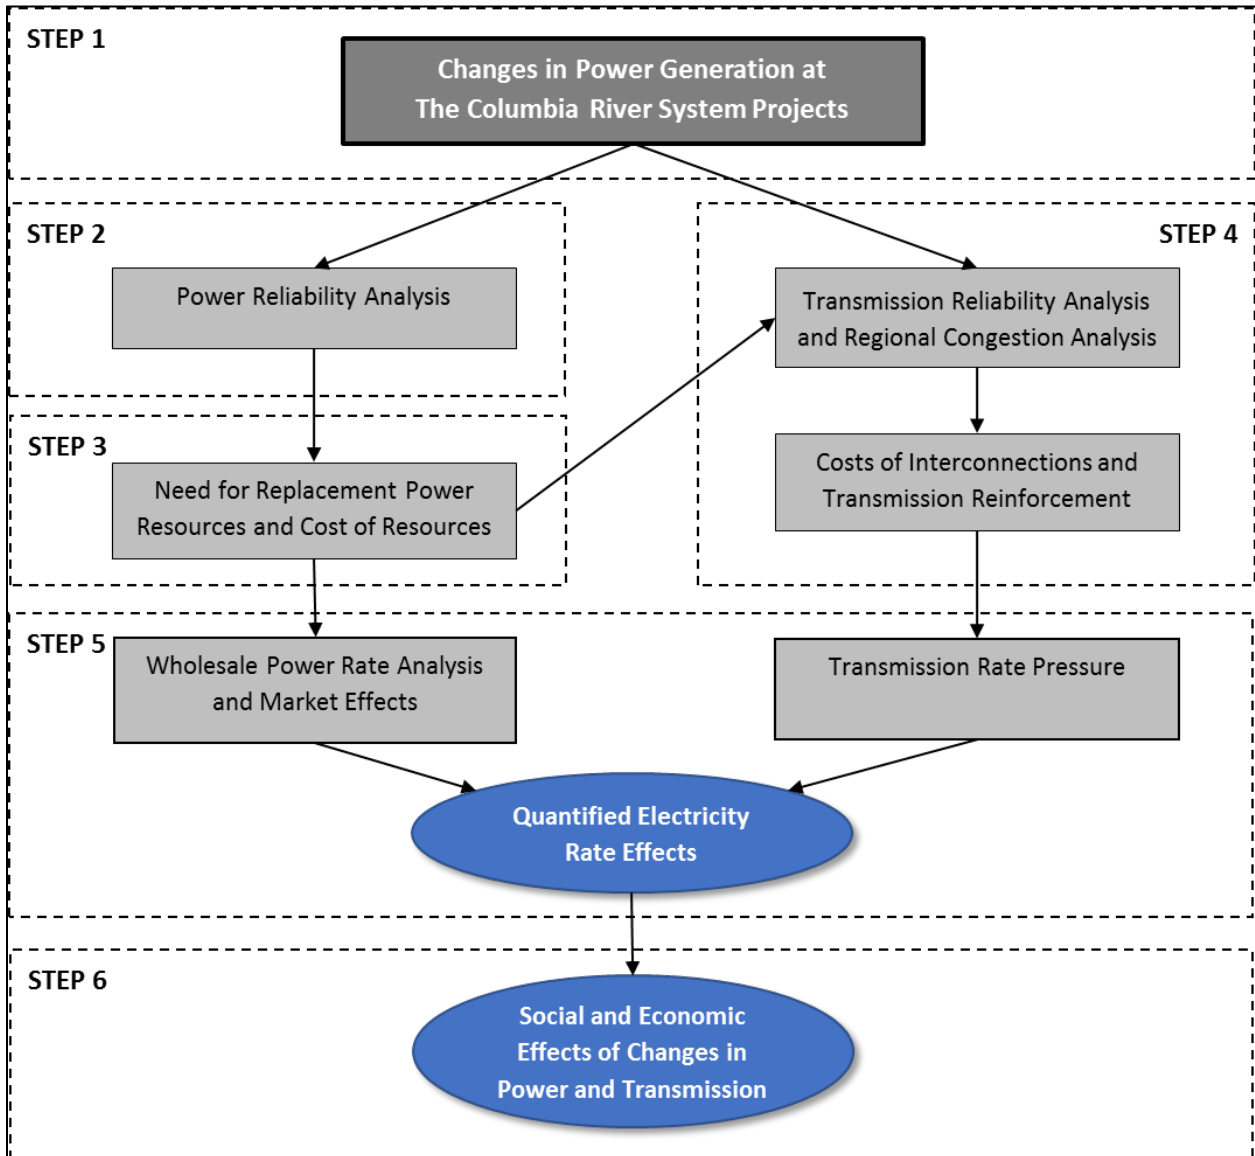 STEP 1
Changes in Power Generation at
The Columbia River System Projects
STEP 2
Power Reliability Analysis
STEP 3
Need for Replacement Power
Resources and Cost of Resources
STEP 4
Transmission Reliability Analysis
and Regional Congestion Analysis
Costs of Interconnections and
Transmission Reinforcement
STEP 5
Wholesale Power Rate Analysis
and Market Effects
Transmission Rate Pressure
Quantified Electricity
Rate Effects
STEP 6
Social and Economic
Effects of Changes in
Power and Transmission